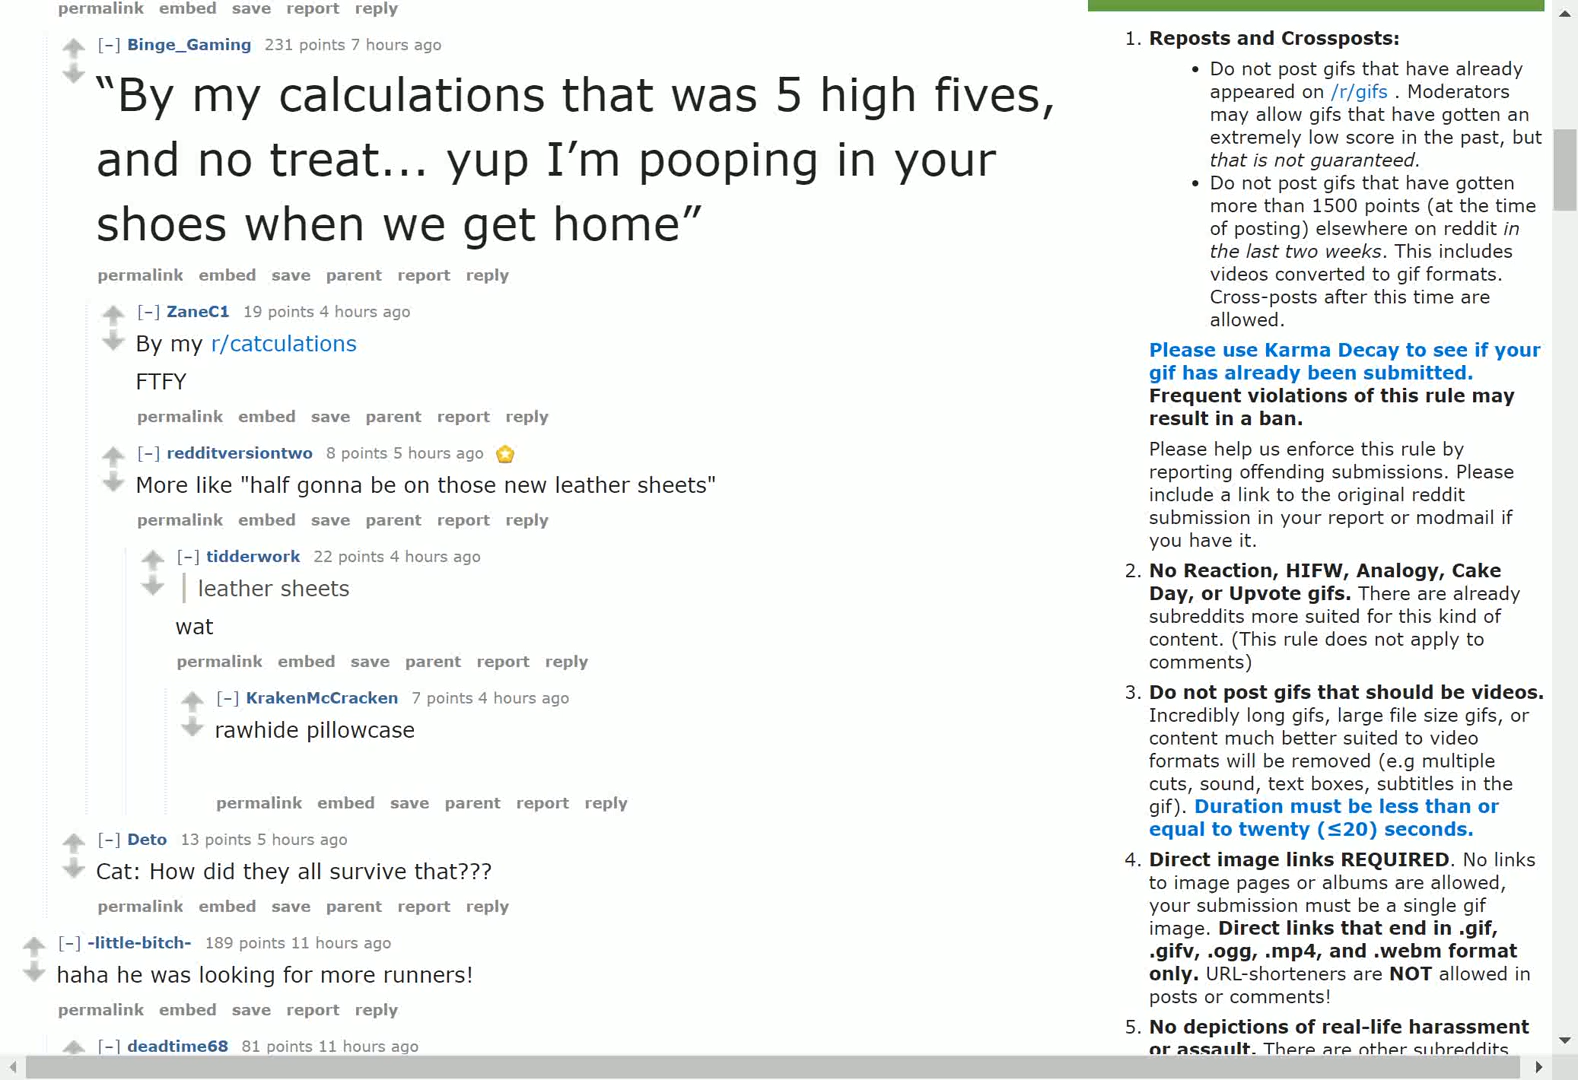 permalink embed save report reply
[–] Binge_Gaming 231 points 7 hours ago
“By my calculations that was 5 high fives,
and no treat... yup I’m pooping in your
shoes when we get home”
permalink embed save parent report reply
[–] ZaneC1 19 points 4 hours ago
By my r/catculations
FTFY
permalink embed save parent report reply
[–] redditversiontwo 8 points 5 hours ago
More like "half gonna be on those new leather sheets"
permalink embed save parent report reply
[–] tidderwork 22 points 4 hours ago
leather sheets
wat
permalink embed save parent report reply
[–] KrakenMcCracken 7 points 4 hours ago
rawhide pillowcase
permalink embed save parent report reply
[–] Deto 13 points 5 hours ago
Cat: How did they all survive that???
permalink embed save parent report reply
[–] -little-bitch- 189 points 11 hours ago
haha he was looking for more runners!
permalink embed save report reply
[–] deadtime68 81 points 11 hours ago
1. Reposts and Crossposts:
• Do not post gifs that have already
appeared on /r/gifs . Moderators
may allow gifs that have gotten an
extremely low score in the past, but
that is not guaranteed.
• Do not post gifs that have gotten
more than 1500 points (at the time
of posting) elsewhere on reddit in
the last two weeks. This includes
videos converted to gif formats.
Cross-posts after this time are
allowed.
Please use Karma Decay to see if your
gif has already been submitted.
Frequent violations of this rule may
result in a ban.
Please help us enforce this rule by
reporting offending submissions. Please
include a link to the original reddit
submission in your report or modmail if
you have it.
2. No Reaction, HIFW, Analogy, Cake
Day, or Upvote gifs. There are already
subreddits more suited for this kind of
content. (This rule does not apply to
comments)
3. Do not post gifs that should be videos.
Incredibly long gifs, large file size gifs, or
content much better suited to video
formats will be removed (e.g multiple
cuts, sound, text boxes, subtitles in the
gif). Duration must be less than or
equal to twenty (≤20) seconds.
4. Direct image links REQUIRED. No links
to image pages or albums are allowed,
your submission must be a single gif
image. Direct links that end in .gif,
.gifv, .ogg, .mp4, and .webm format
only. URL-shorteners are NOT allowed in
posts or comments!
5. No depictions of real-life harassment
or assault. There are other subreddits